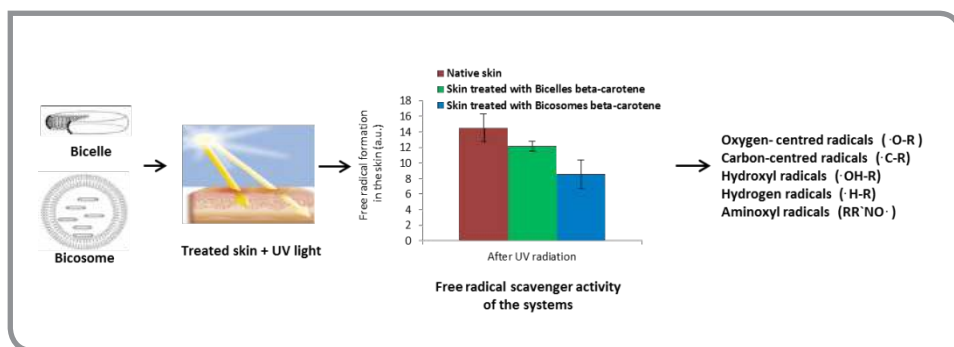 Bicelle
Bicosome
Treated skin + UV light
Native skin
Skin treated with Bicelles beta-carotene
Skin treated with Bicosomes beta-carotene
Free radical formation
in the skin (a.u.)
18
16
14
12
10
8
6
4
2
0
After UV radiation
Free radical scavenger activity
of the systems
Oxygen- centred radicals ( ·O-R )
Carbon-centred radicals (·C-R)
Hydroxyl radicals (·OH-R)
Hydrogen radicals (·H-R)
Aminoxyl radicals (RR`NO·)